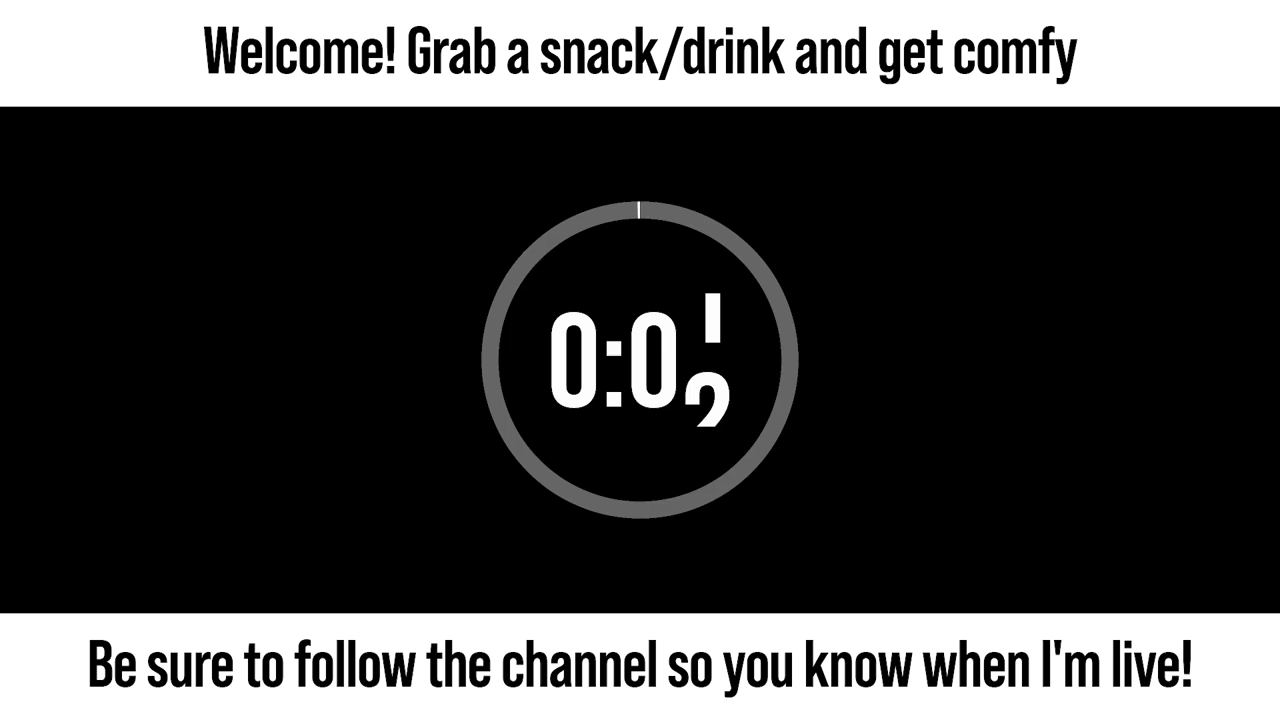 Welcome! Grab a snack/drink and get comfy
0:0
Be sure to follow the channel so you know when I'm live!